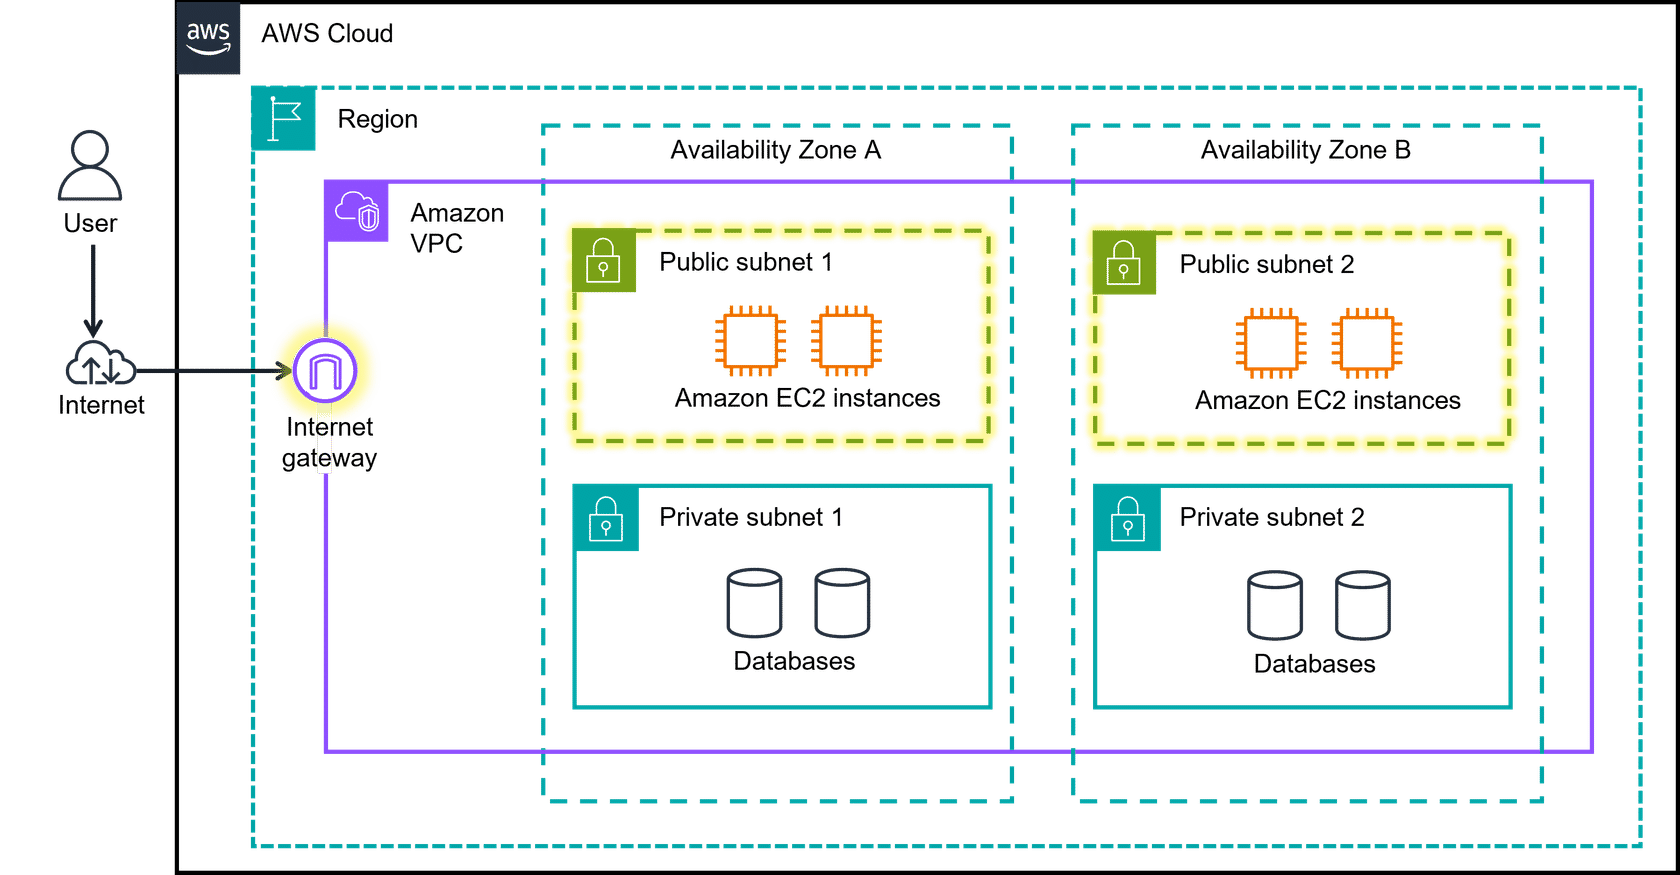 aws
AWS Cloud
Region
Availability Zone A
Availability Zone B
User
Amazon
VPC
Public subnet 1
Public subnet 2
Amazon EC2 instances
Amazon EC2 instances
Internet
Internet
gateway
Private subnet 1
Private subnet 2
Databases
Databases